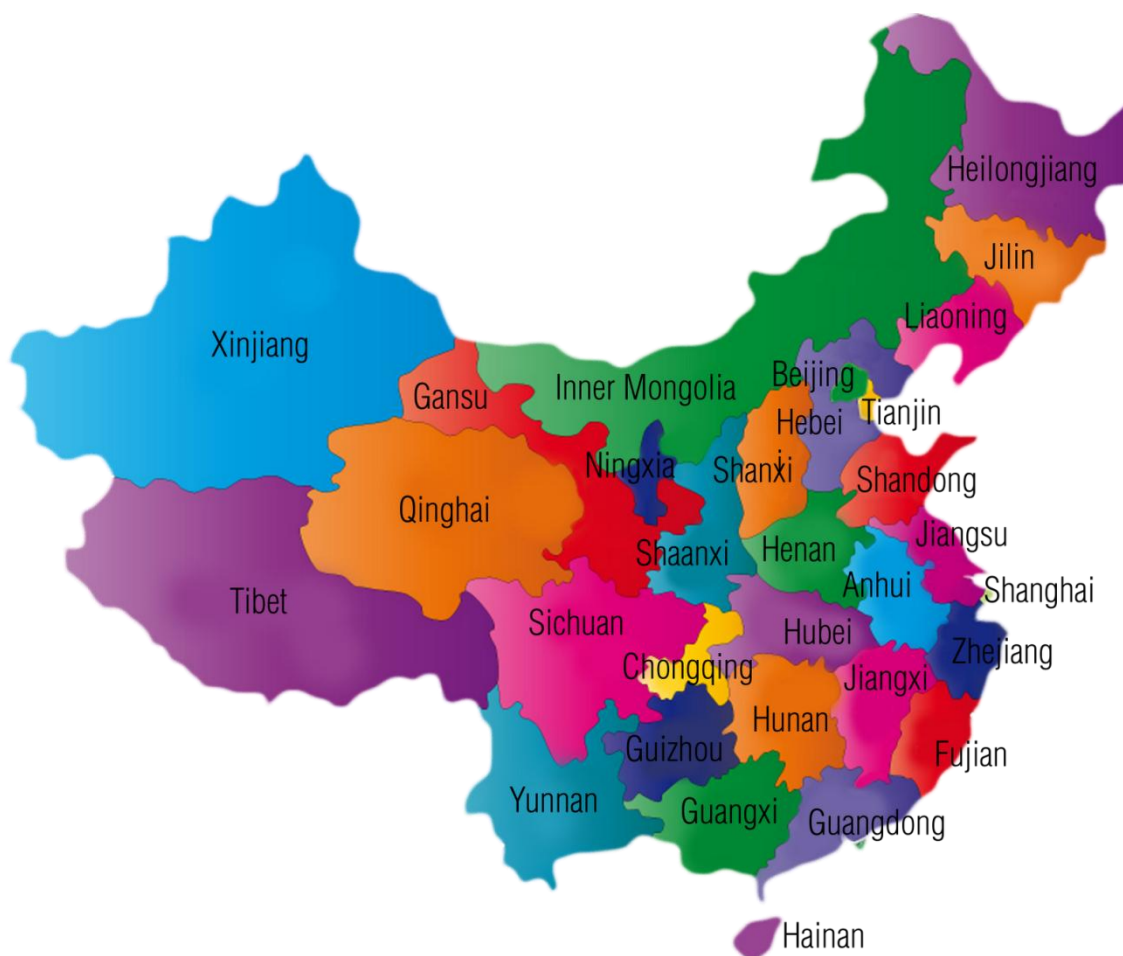 Heilongjiang
Jilin
Liaoning
Xinjiang
Gansu
Inner Mongolia
Beijing
Tianjin
Hebei
Ningxia
Shanxi
Shandong
Qinghai
Jiangsu
Shaanxi
Henan
Anhui
Shanghai
Tibet
Sichuan
Hubei
Zhejiang
Chongqing
Jiangxi
Hunan
Guizhou
Fujian
Yunnan
Guangxi
Guangdong
Hainan